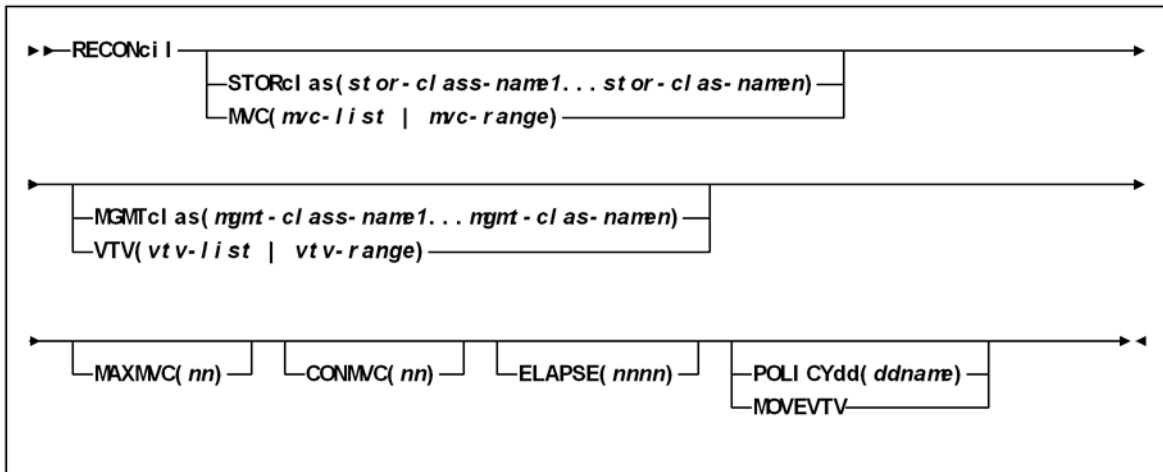 RECONcil
STORclas(stor-class-name1...stor-clas-namen)
MVC(mvc-list | mvc-range)
MGMTclas(mgmt-class-name1...mgmt-clas-namen)
VTV(vtv-list | vtv-range)
MAXMVC(nn) CONMVC(nn) ELAPSE(nnnn) POLICYdd(ddname)
MOVEVTV